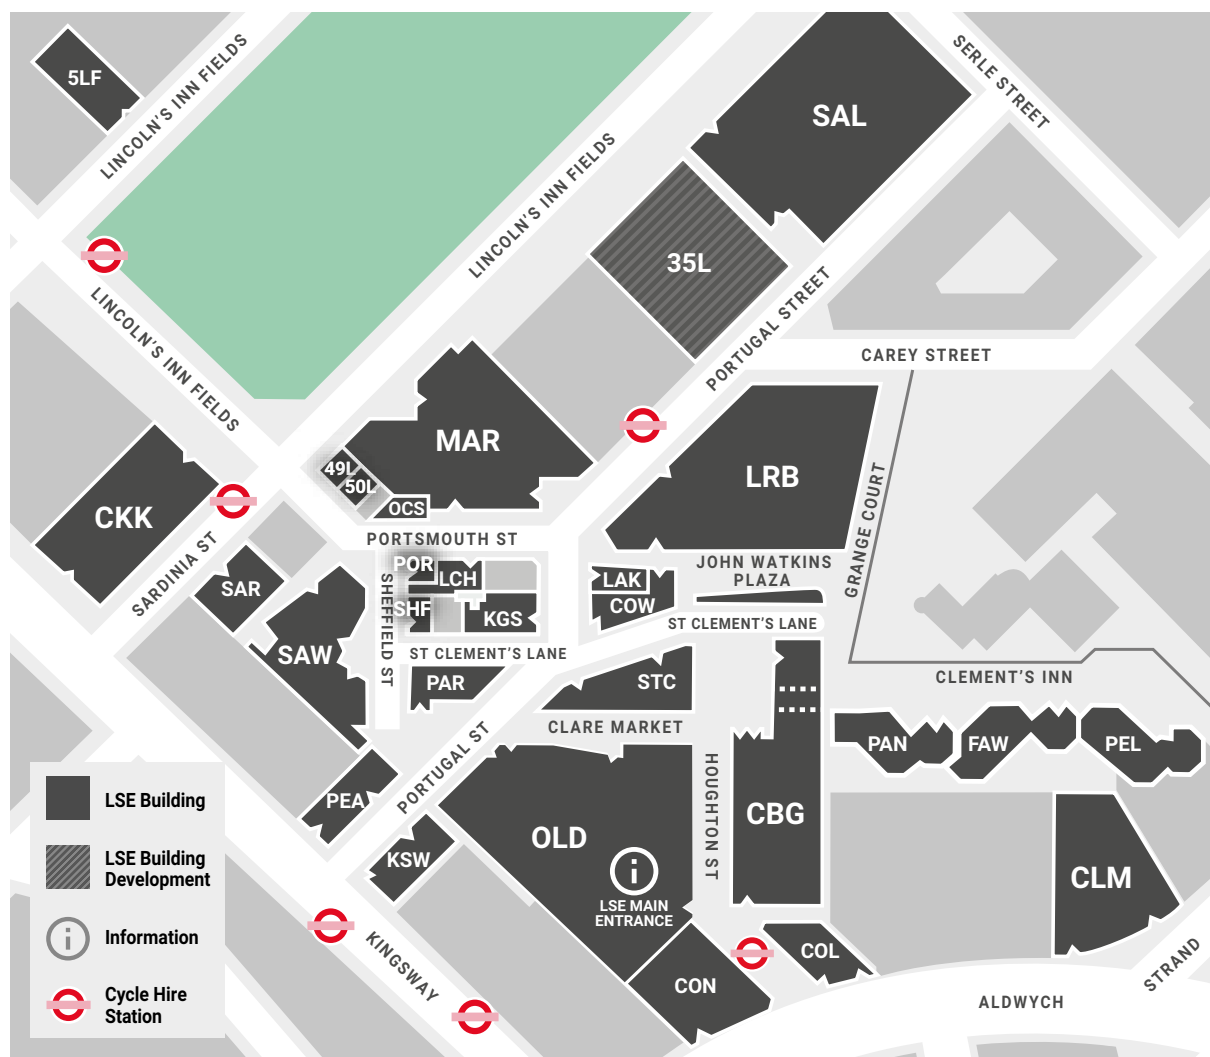 5LF
LINCOLN'S INN FIELDS
SERLE STREET
SAL
LINCOLN'S INN FIELDS
35L
PORTUGAL STREET
LINCOLN'S INN FIELDS
CAREY STREET
MAR
49L
50L
OCS
LRB
CKK
GRANGE COURT
PORTSMOUTH ST
SARDINIA ST
POR
LCH
SHF
KGS
SHEFFIELD ST
LAK
COW
JOHN WATKINS
PLAZA
SAR
ST CLEMENT'S LANE
SAW
ST CLEMENT'S LANE
PAR
STC
CLEMENT'S INN
CLARE MARKET
PAN
FAW
PEL
PORTUGAL ST
HOUGHTON ST
PEA
CBG
OLD
KSW
CLM
LSE MAIN
ENTRANCE
COL
CON
KINGSWAY
STRAND
ALDWYCH
LSE Building
LSE Building
Development
Information
Cycle Hire
Station